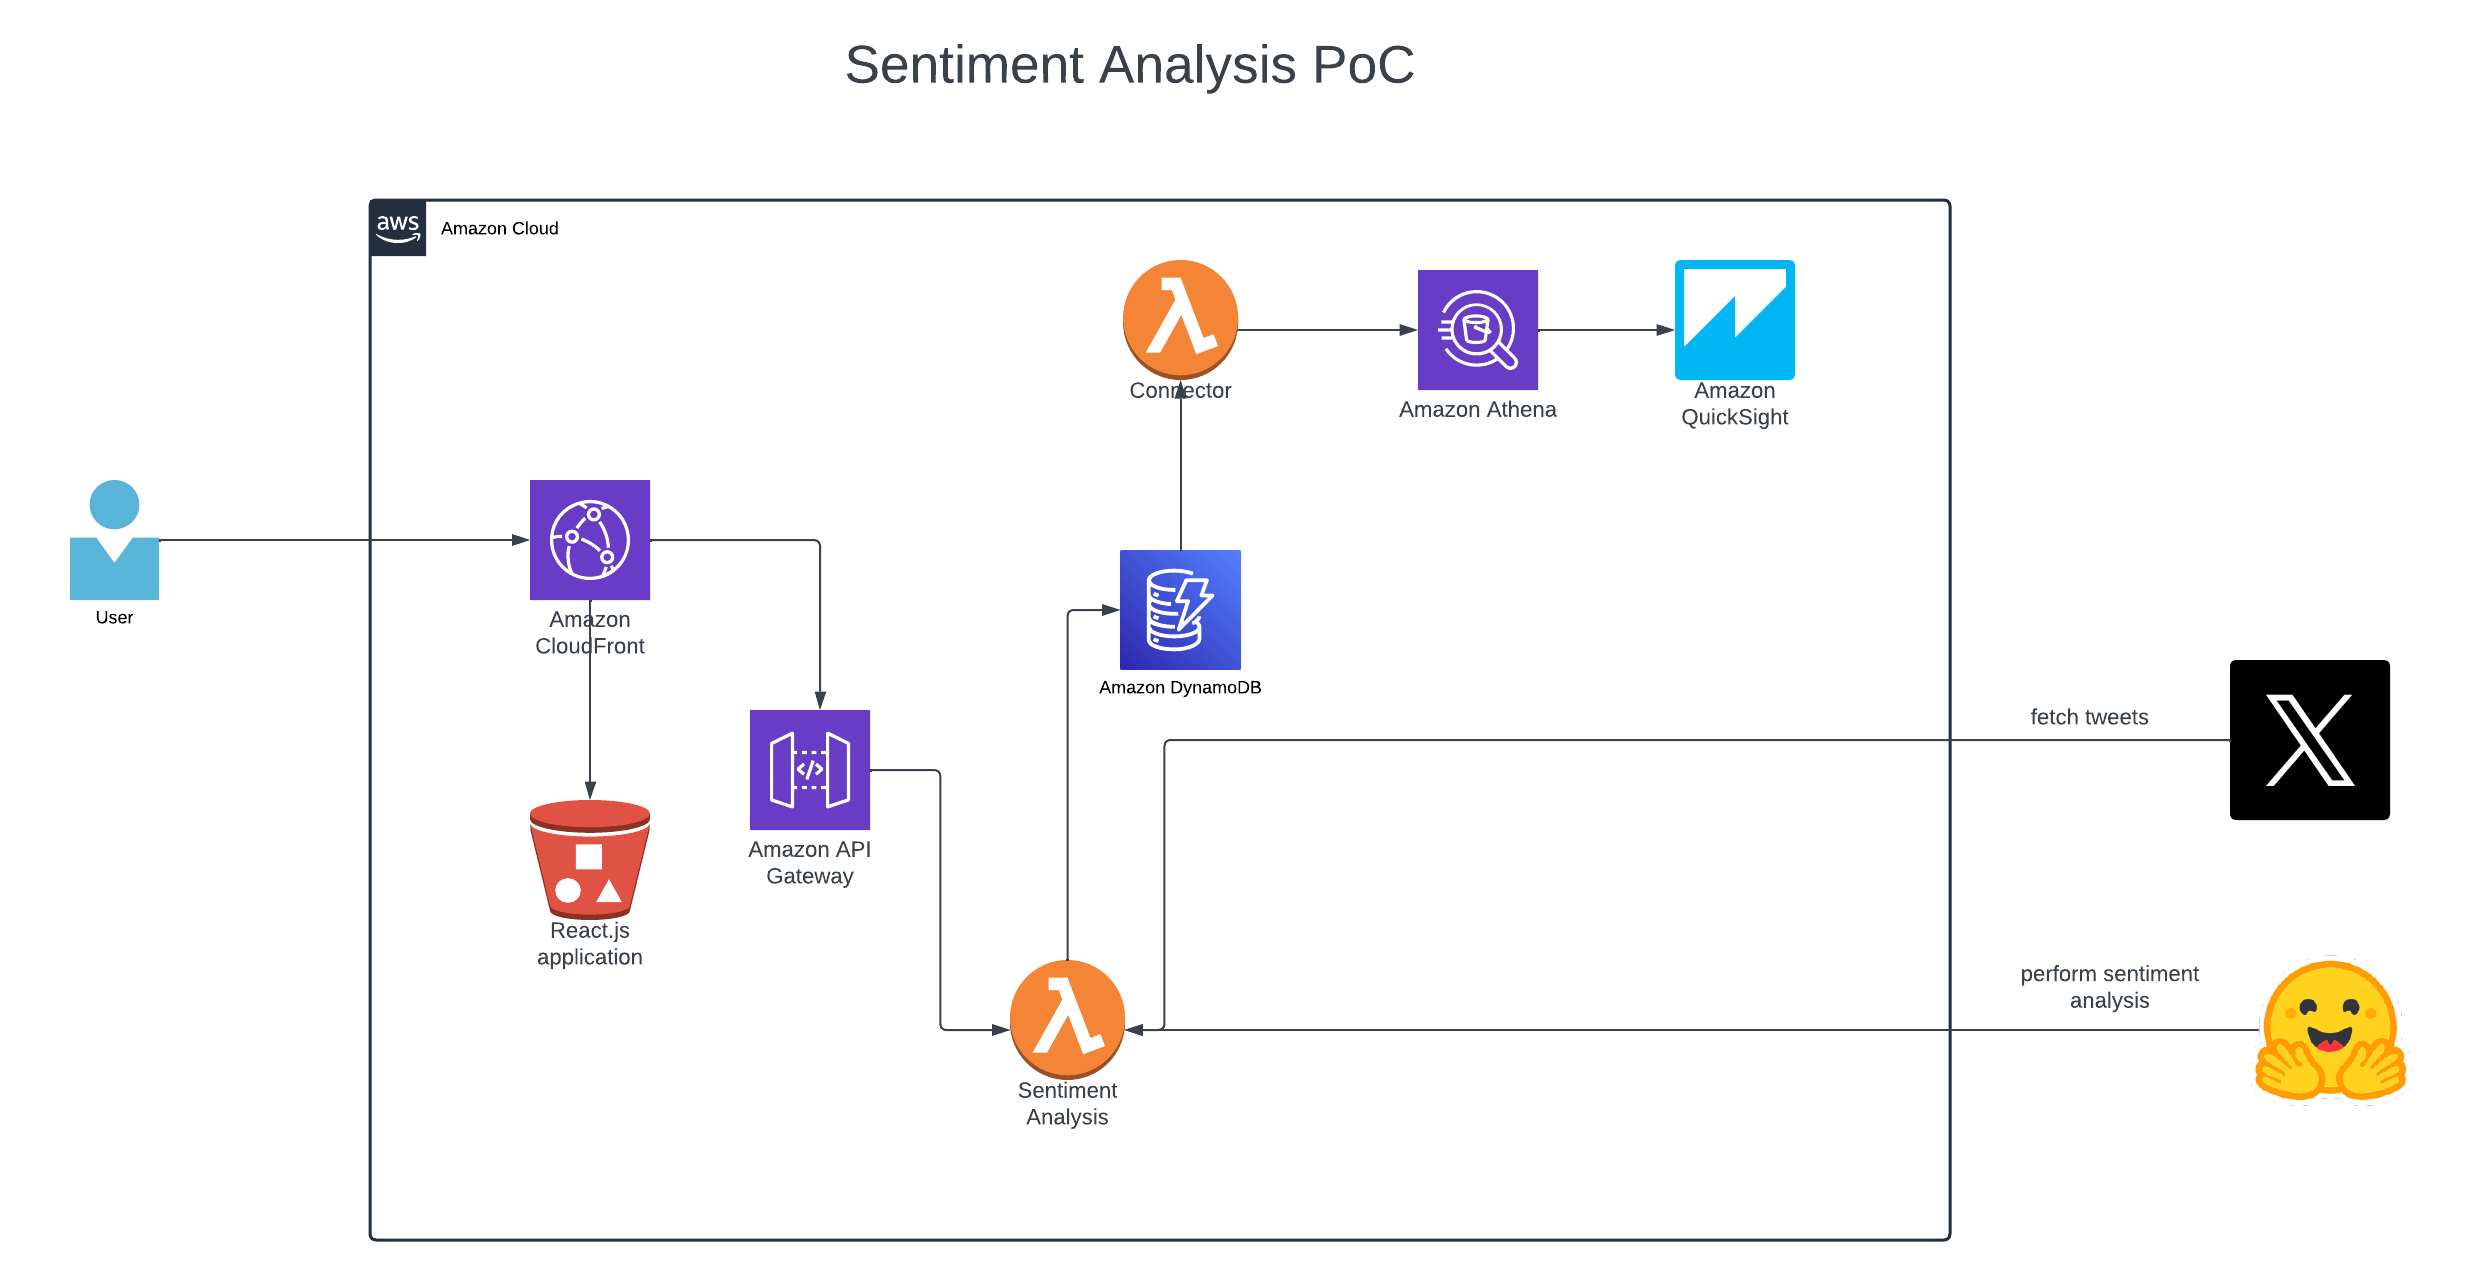 Sentiment Analysis PoC
aws
Amazon Cloud
Connector
Amazon Athena
Amazon
QuickSight
User
Amazon
CloudFront
Amazon DynamoDB
fetch tweets
Amazon API
Gateway
React.js
application
perform sentiment
analysis
Sentiment
Analysis